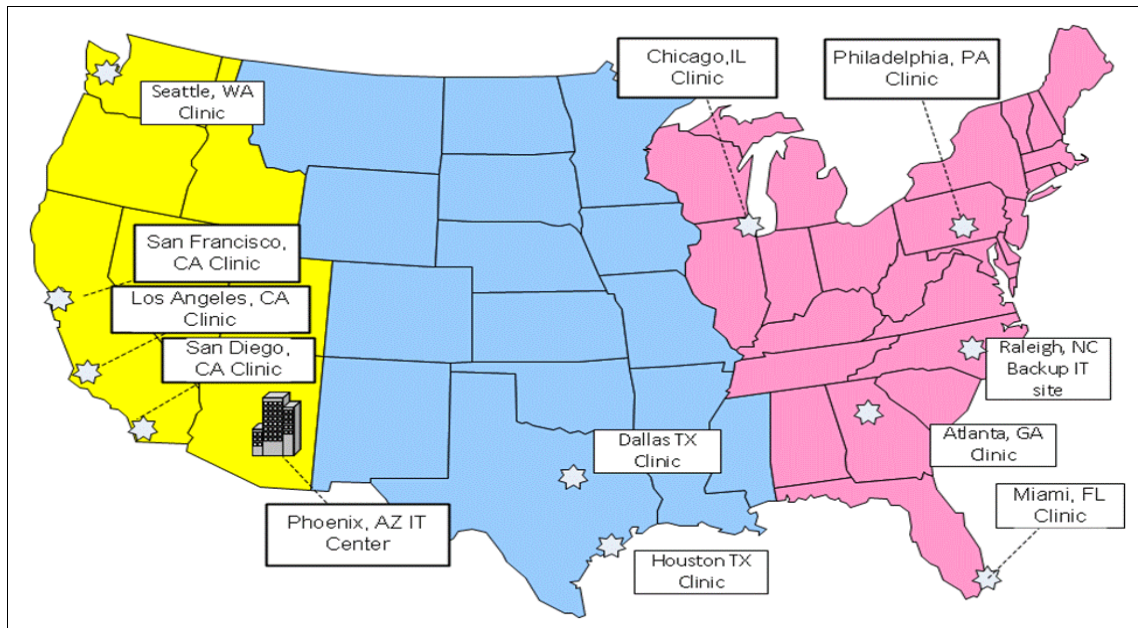 Chicago,IL
Clinic
Philadelphia, PA
Clinic
Seattle, WA
Clinic
San Francisco,
CA Clinic
Los Angeles, CA
Clinic
San Diego,
CA Clinic
Raleigh, NC
Backup IT
site
Dallas TX
Clinic
Atlanta, GA
Clinic
Miami, FL
Clinic
Phoenix, AZ IT
Center
Houston TX
Clinic